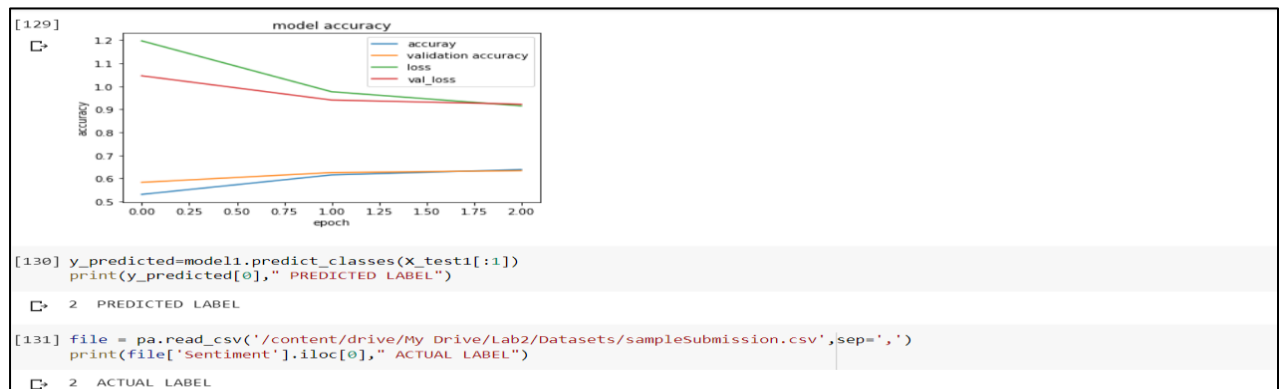 [129]
model accuracy
1.2
1.1
1.0
0.9
0.8
0.7
0.6
0.5
accuracy
accuray
validation accuracy
loss
val_loss
0.00 0.25 0.50 0.75 1.00 1.25 1.50 1.75 2.00
epoch
[130] y_predicted=model1.predict_classes(X_test1[:1])
print(y_predicted[0]," PREDICTED LABEL")
2 PREDICTED LABEL
[131] file = pa.read_csv('/content/drive/My Drive/Lab2/Datasets/sampleSubmission.csv',sep=',')
print(file['Sentiment'].iloc[0]," ACTUAL LABEL")
2 ACTUAL LABEL